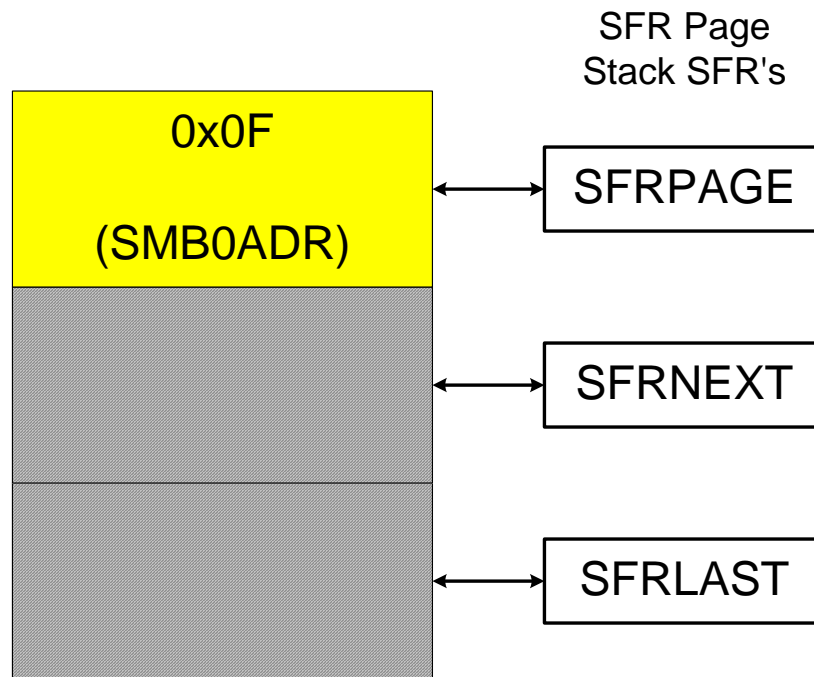 SFR Page
Stack SFR's
0x0F
(SMB0ADR)
SFRPAGE
SFRNEXT
SFRLAST